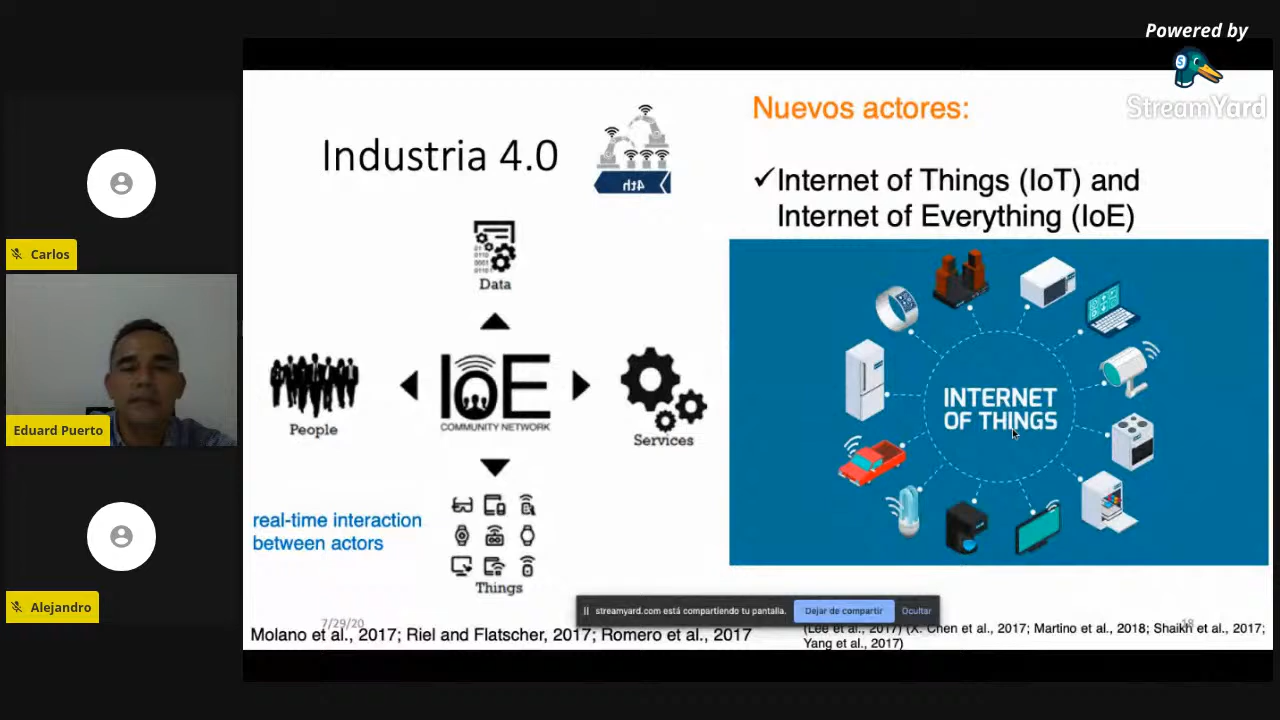 Powered by
StreamYard
Carlos
Eduard Puerto
Alejandro
Industria 4.0
4th
Data
People
IoE
COMMUNITY NETWORK
Services
Things
real-time interaction
between actors
7/29/20
Molano et al., 2017; Riel and Flatscher, 2017; Romero et al., 2017
Nuevos actores:
✓Internet of Things (IoT) and
Internet of Everything (IoE)
INTERNET
OF THINGS
streamyard.com está compartiendo tu pantalla.
Dejar de compartir
Ocultar
(Lee et al., 2017) (X. Chen et al., 2017; Martino et al., 2018; Shaikh et al., 2017;
Yang et al., 2017)
18